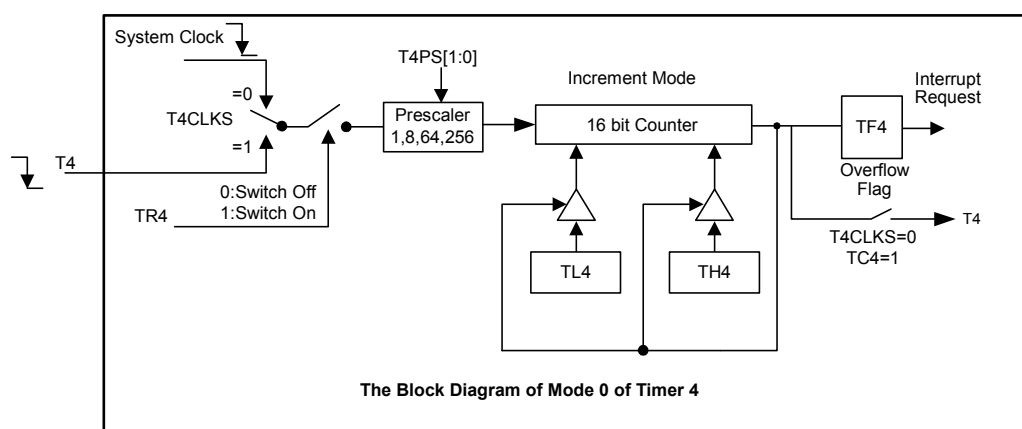 System Clock
T4PS[1:0]
Increment Mode
Interrupt
Request
=0
T4CLKS
=1
Prescaler
1,8,64,256
16 bit Counter
TF4
T4
Overflow
Flag
0:Switch Off
1:Switch On
TR4
T4
T4CLKS=0
TC4=1
TL4
TH4
The Block Diagram of Mode 0 of Timer 4